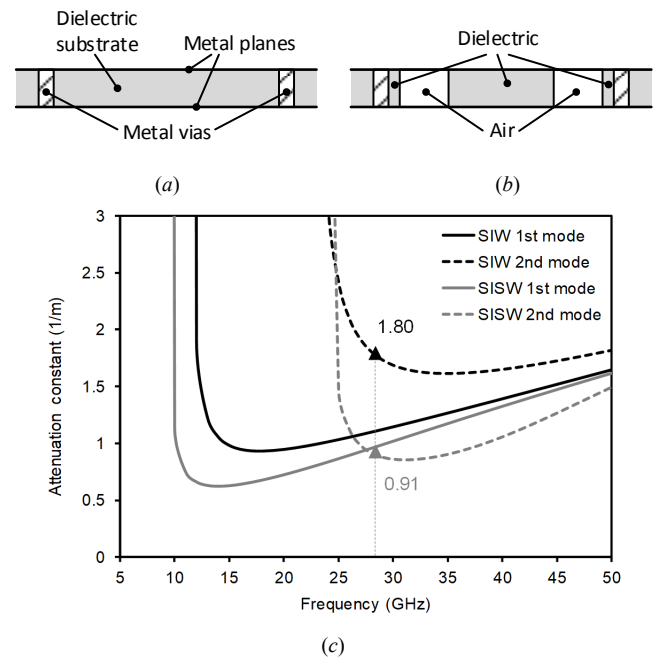 Dielectric
substrate
Metal planes
Metal vias
(a)
Dielectric
Air
(b)
3
2.5
2
1.5
1
0.5
0
Attenuation constant (1/m)
SIW 1st mode
SIW 2nd mode
SISW 1st mode
SISW 2nd mode
1.80
0.91
5 10 15 20 25 30 35 40 45 50
Frequency (GHz)
(c)